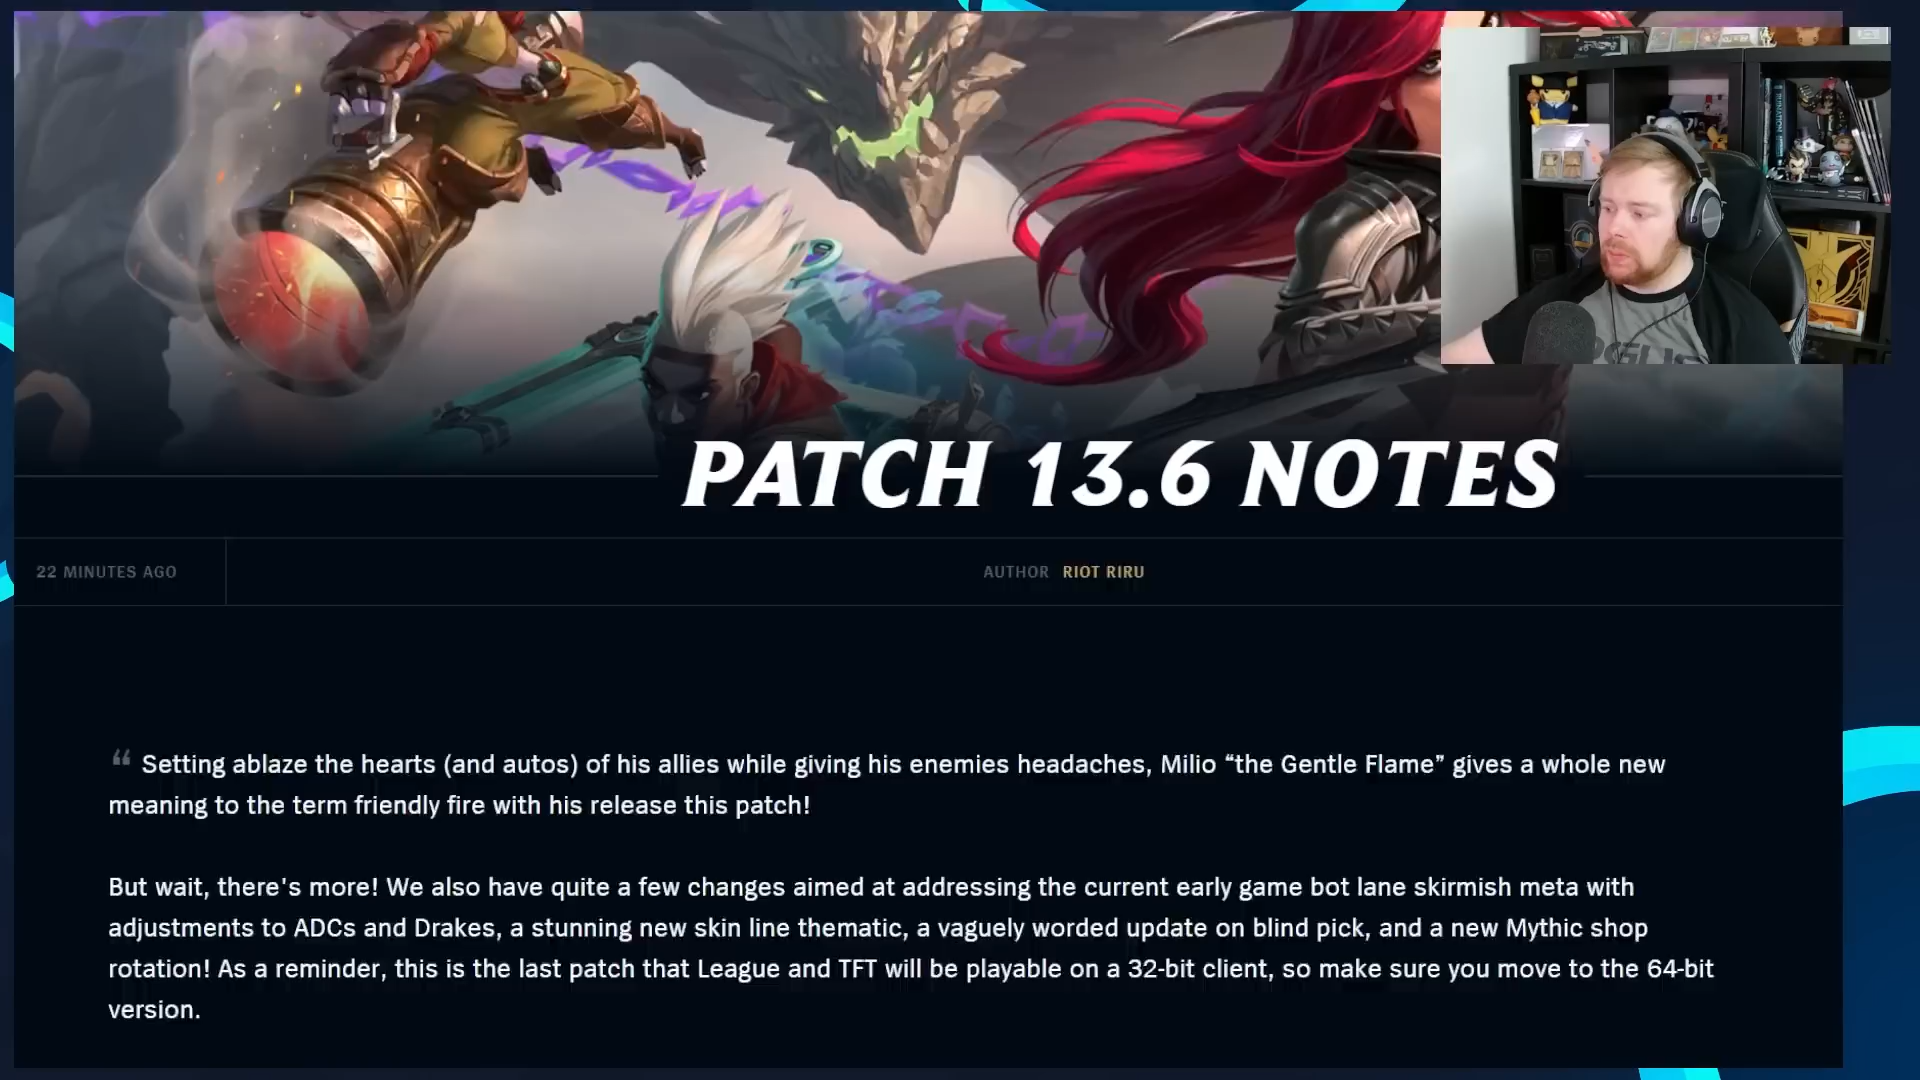 PATCH 13.6 NOTES
22 MINUTES AGO
AUTHOR RIOT RIRU
“ Setting ablaze the hearts (and autos) of his allies while giving his enemies headaches, Milio “the Gentle Flame” gives a whole new
meaning to the term friendly fire with his release this patch!
But wait, there's more! We also have quite a few changes aimed at addressing the current early game bot lane skirmish meta with
adjustments to ADCs and Drakes, a stunning new skin line thematic, a vaguely worded update on blind pick, and a new Mythic shop
rotation! As a reminder, this is the last patch that League and TFT will be playable on a 32-bit client, so make sure you move to the 64-bit
version.